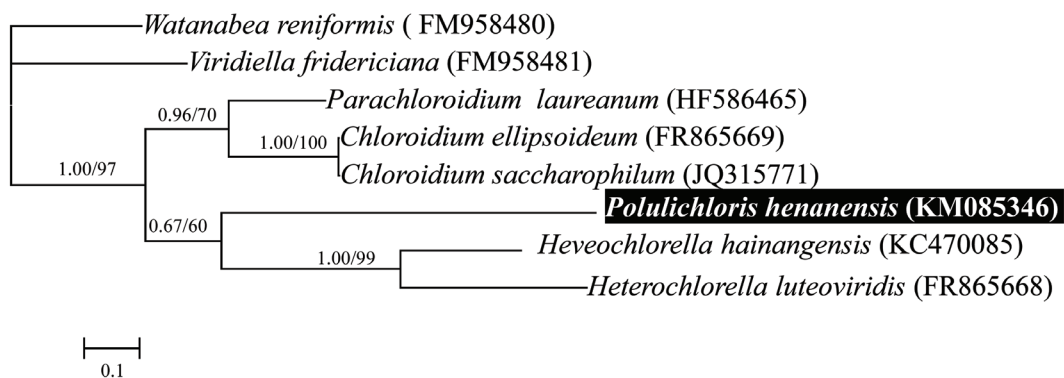 Watanabea reniformis ( FM958480)
Viridiella fridericiana (FM958481)
Parachloroidium laureanum (HF586465)
0.96/70
Chloroidium ellipsoideum (FR865669)
1.00/100
1.00/97
Chloroidium saccharophilum (JQ315771)
Polulichloris henanensis (KM085346)
0.67/60
Heveochlorella hainangensis (KC470085)
1.00/99
Heterochlorella luteoviridis (FR865668)
0.1